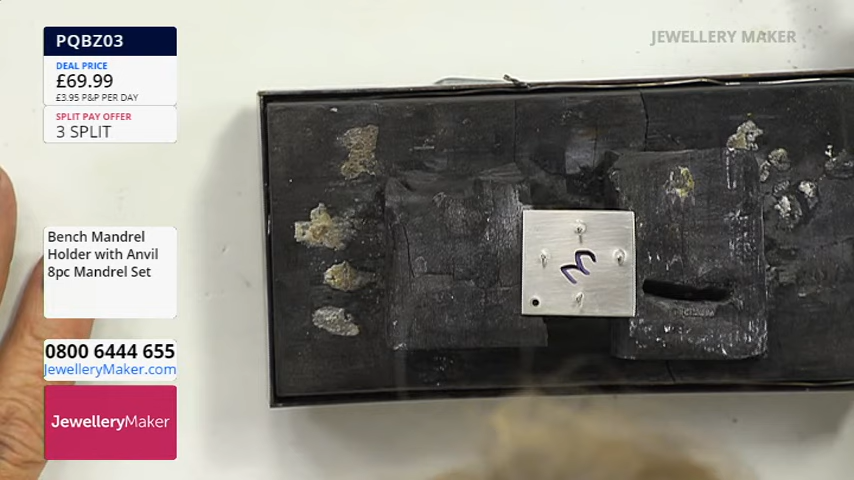 PQBZ03
DEAL PRICE
£69.99
£3.95 P&P PER DAY
SPLIT PAY OFFER
3 SPLIT
Bench Mandrel
Holder with Anvil
8pc Mandrel Set
0800 6444 655
JewelleryMaker.com
JewelleryMaker
JEWELLERY MAKER